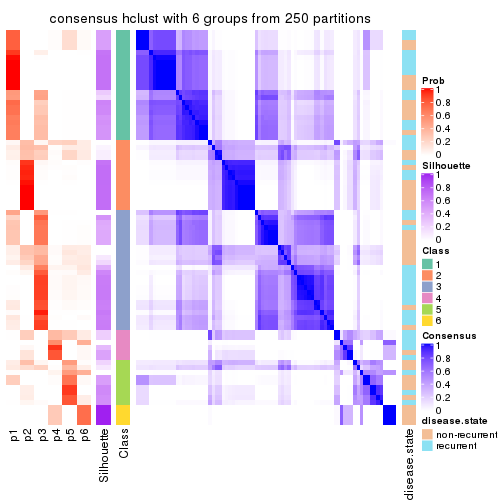 consensus hclust with 6 groups from 250 partitions
Prob
1
0.8
0.6
0.4
0.2
0
Silhouette
1
0.8
0.6
0.4
0.2
0
Class
1
2
3
4
5
6
Consensus
1
0.8
0.6
0.4
0.2
0
disease.state
non-recurrent
recurrent
p1
p2
p3
p4
p5
p6
Silhouette
Class
disease.state